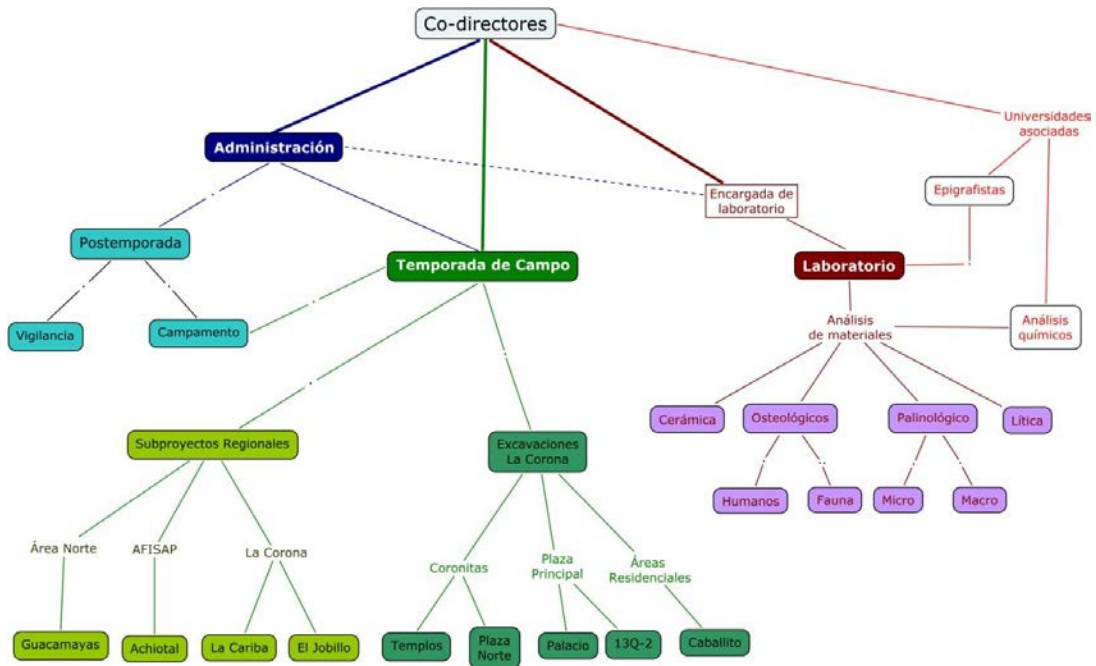 Co-directores
Universidades
asociadas
Administración
Encargada de
laboratorio
Epigrafistas
Postemporada
Temporada de Campo
Laboratorio
Vigilancia
Campamento
Análisis
de materiales
Análisis
químicos
Cerámica
Osteológicos
Palinológico
Lítica
Subproyectos Regionales
Excavaciones
La Corona
Humanos
Fauna
Micro
Macro
Área Norte
AFISAP
La Corona
Coronitas
Plaza
Principal
Áreas
Residenciales
Guacamayas
Achiotal
La Cariba
El Jobillo
Templos
Plaza
Norte
Palacio
13Q-2
Caballito